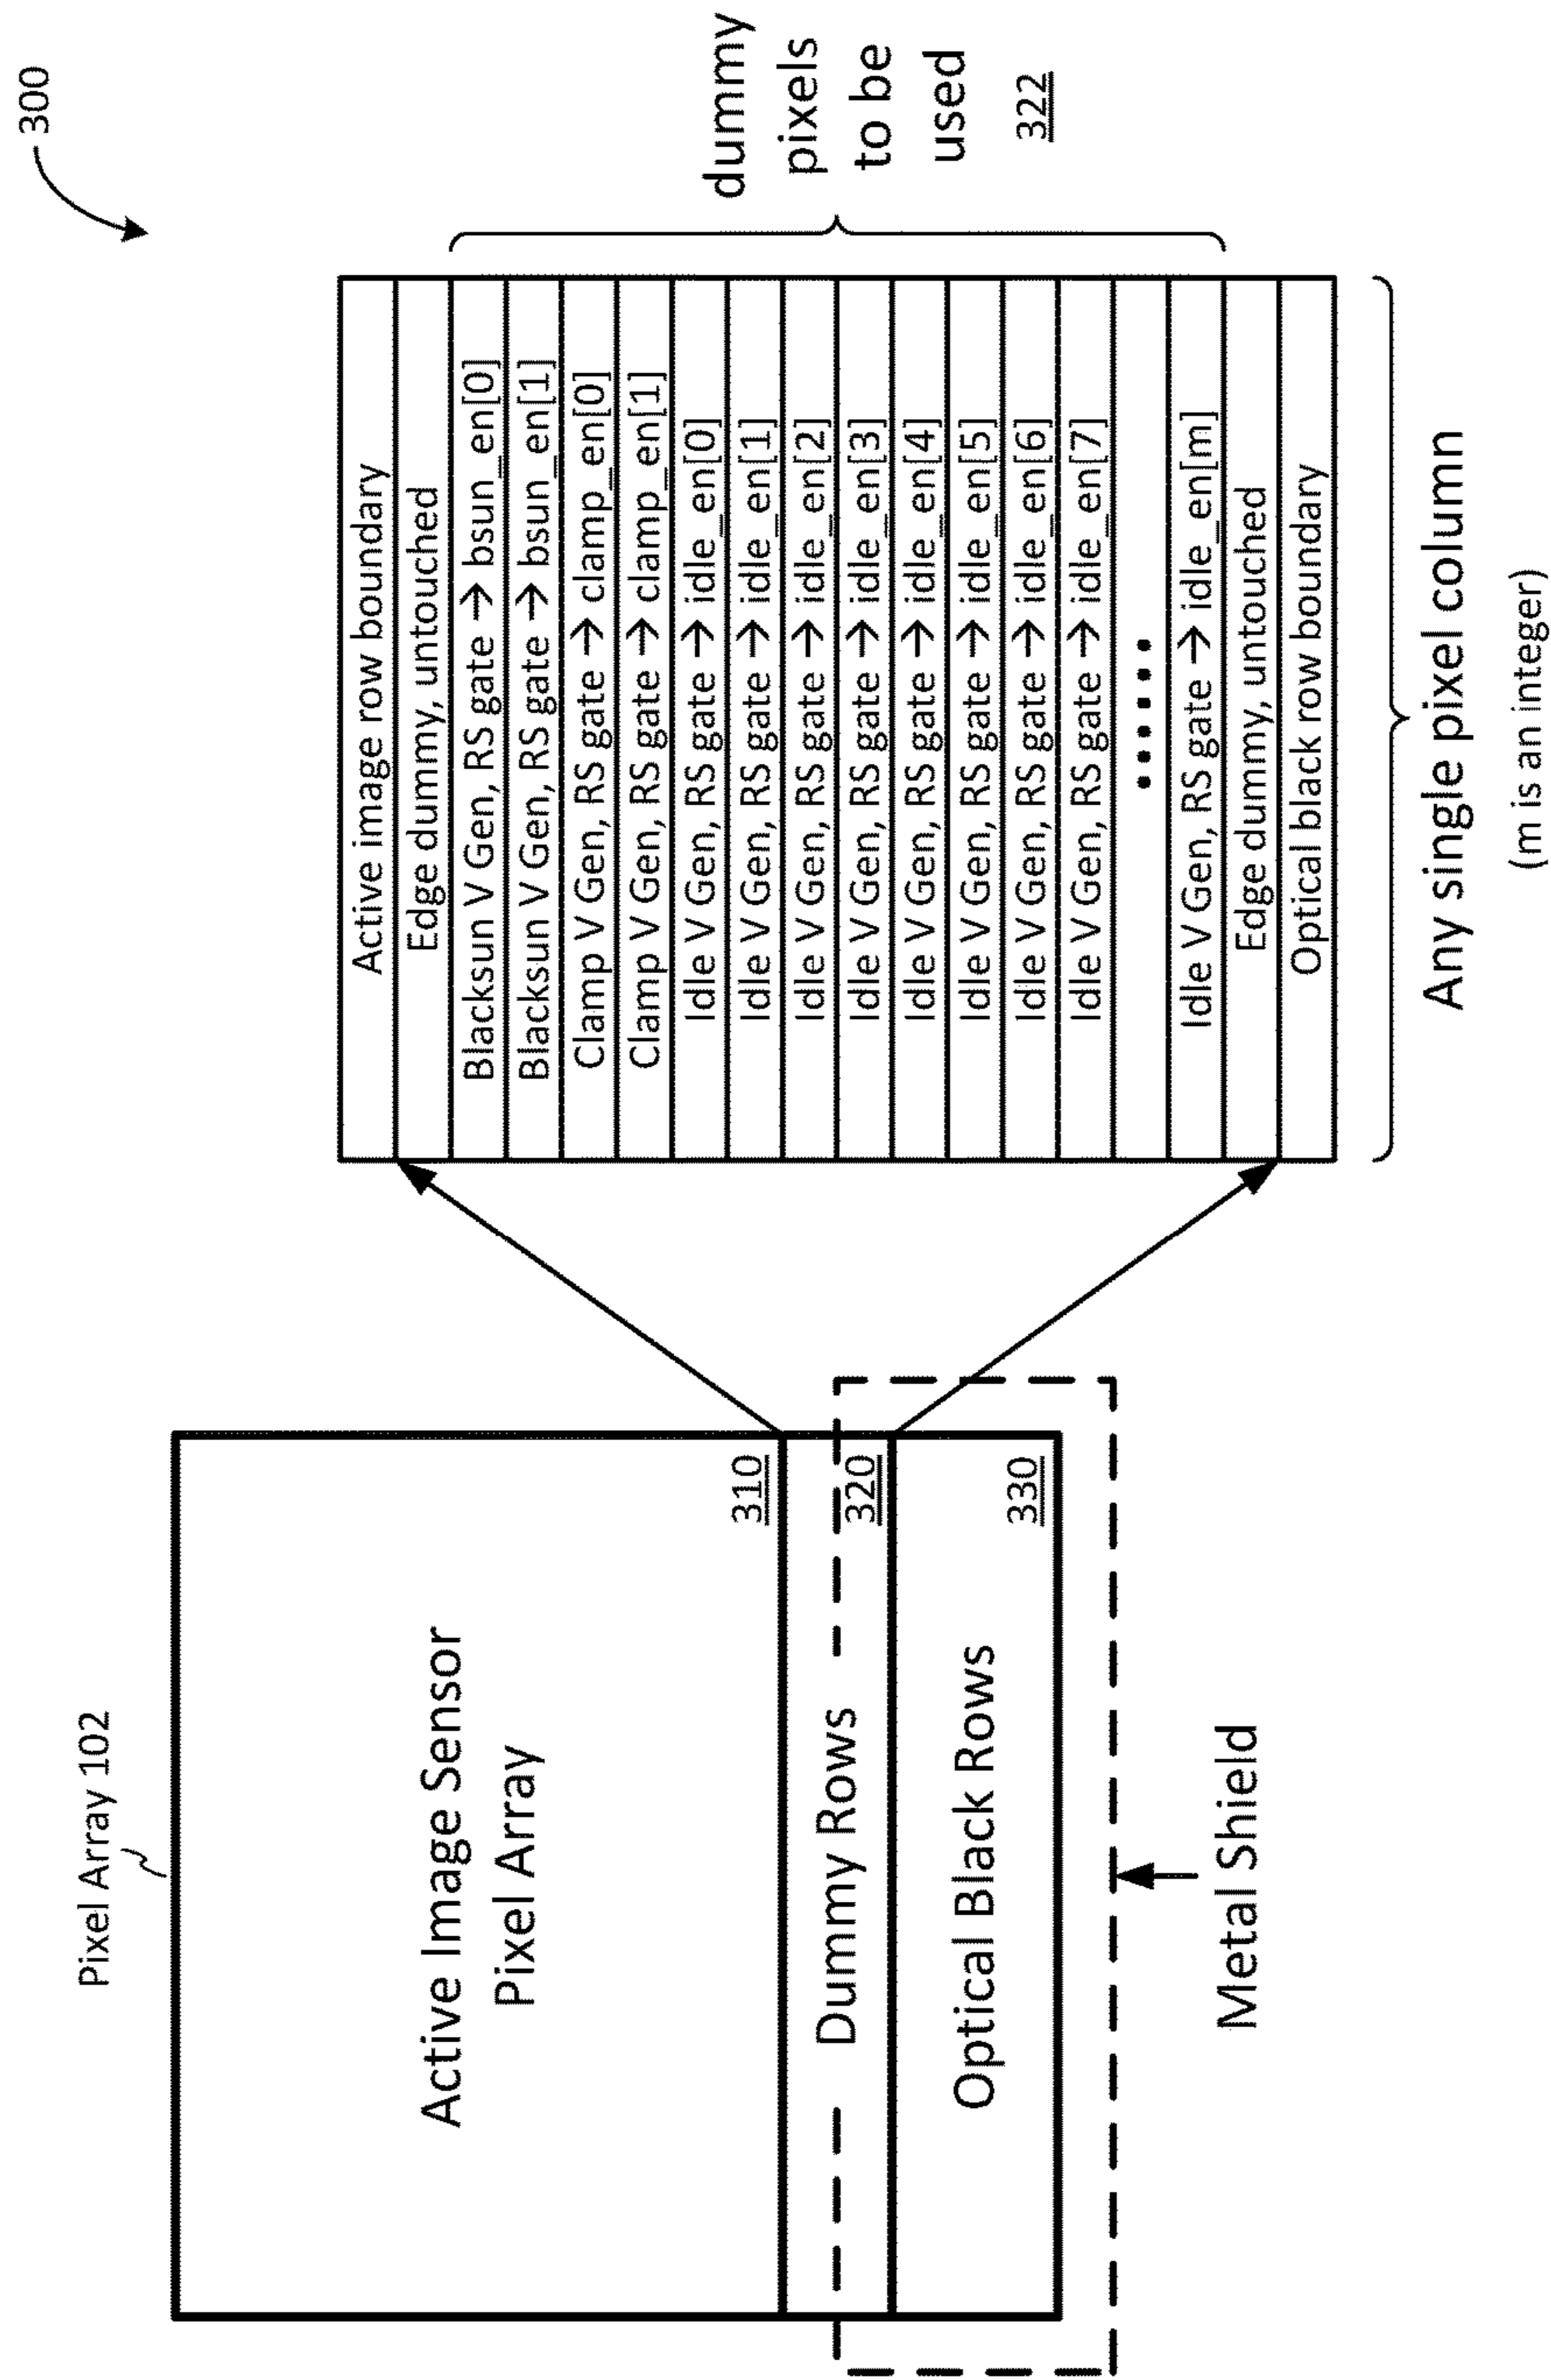 300
Pixel Array 102
Active Image Sensor
Pixel Array
310
Dummy Rows
320
Optical Black Rows
330
Metal Shield
Active image row boundary
Edge dummy, untouched
Blacksun V Gen, RS gate → bsun_en[0]
Blacksun V Gen, RS gate → bsun_en[1]
Clamp V Gen, RS gate → clamp_en[0]
Clamp V Gen, RS gate → clamp_en[1]
Idle V Gen, RS gate → idle_en[0]
Idle V Gen, RS gate → idle_en[1]
Idle V Gen, RS gate → idle_en[2]
Idle V Gen, RS gate → idle_en[3]
Idle V Gen, RS gate → idle_en[4]
Idle V Gen, RS gate → idle_en[5]
Idle V Gen, RS gate → idle_en[6]
Idle V Gen, RS gate → idle_en[7]
.....
Idle V Gen, RS gate → idle_en[m]
Edge dummy, untouched
Optical black row boundary
dummy
pixels
to be
used
322
Any single pixel column
(m is an integer)